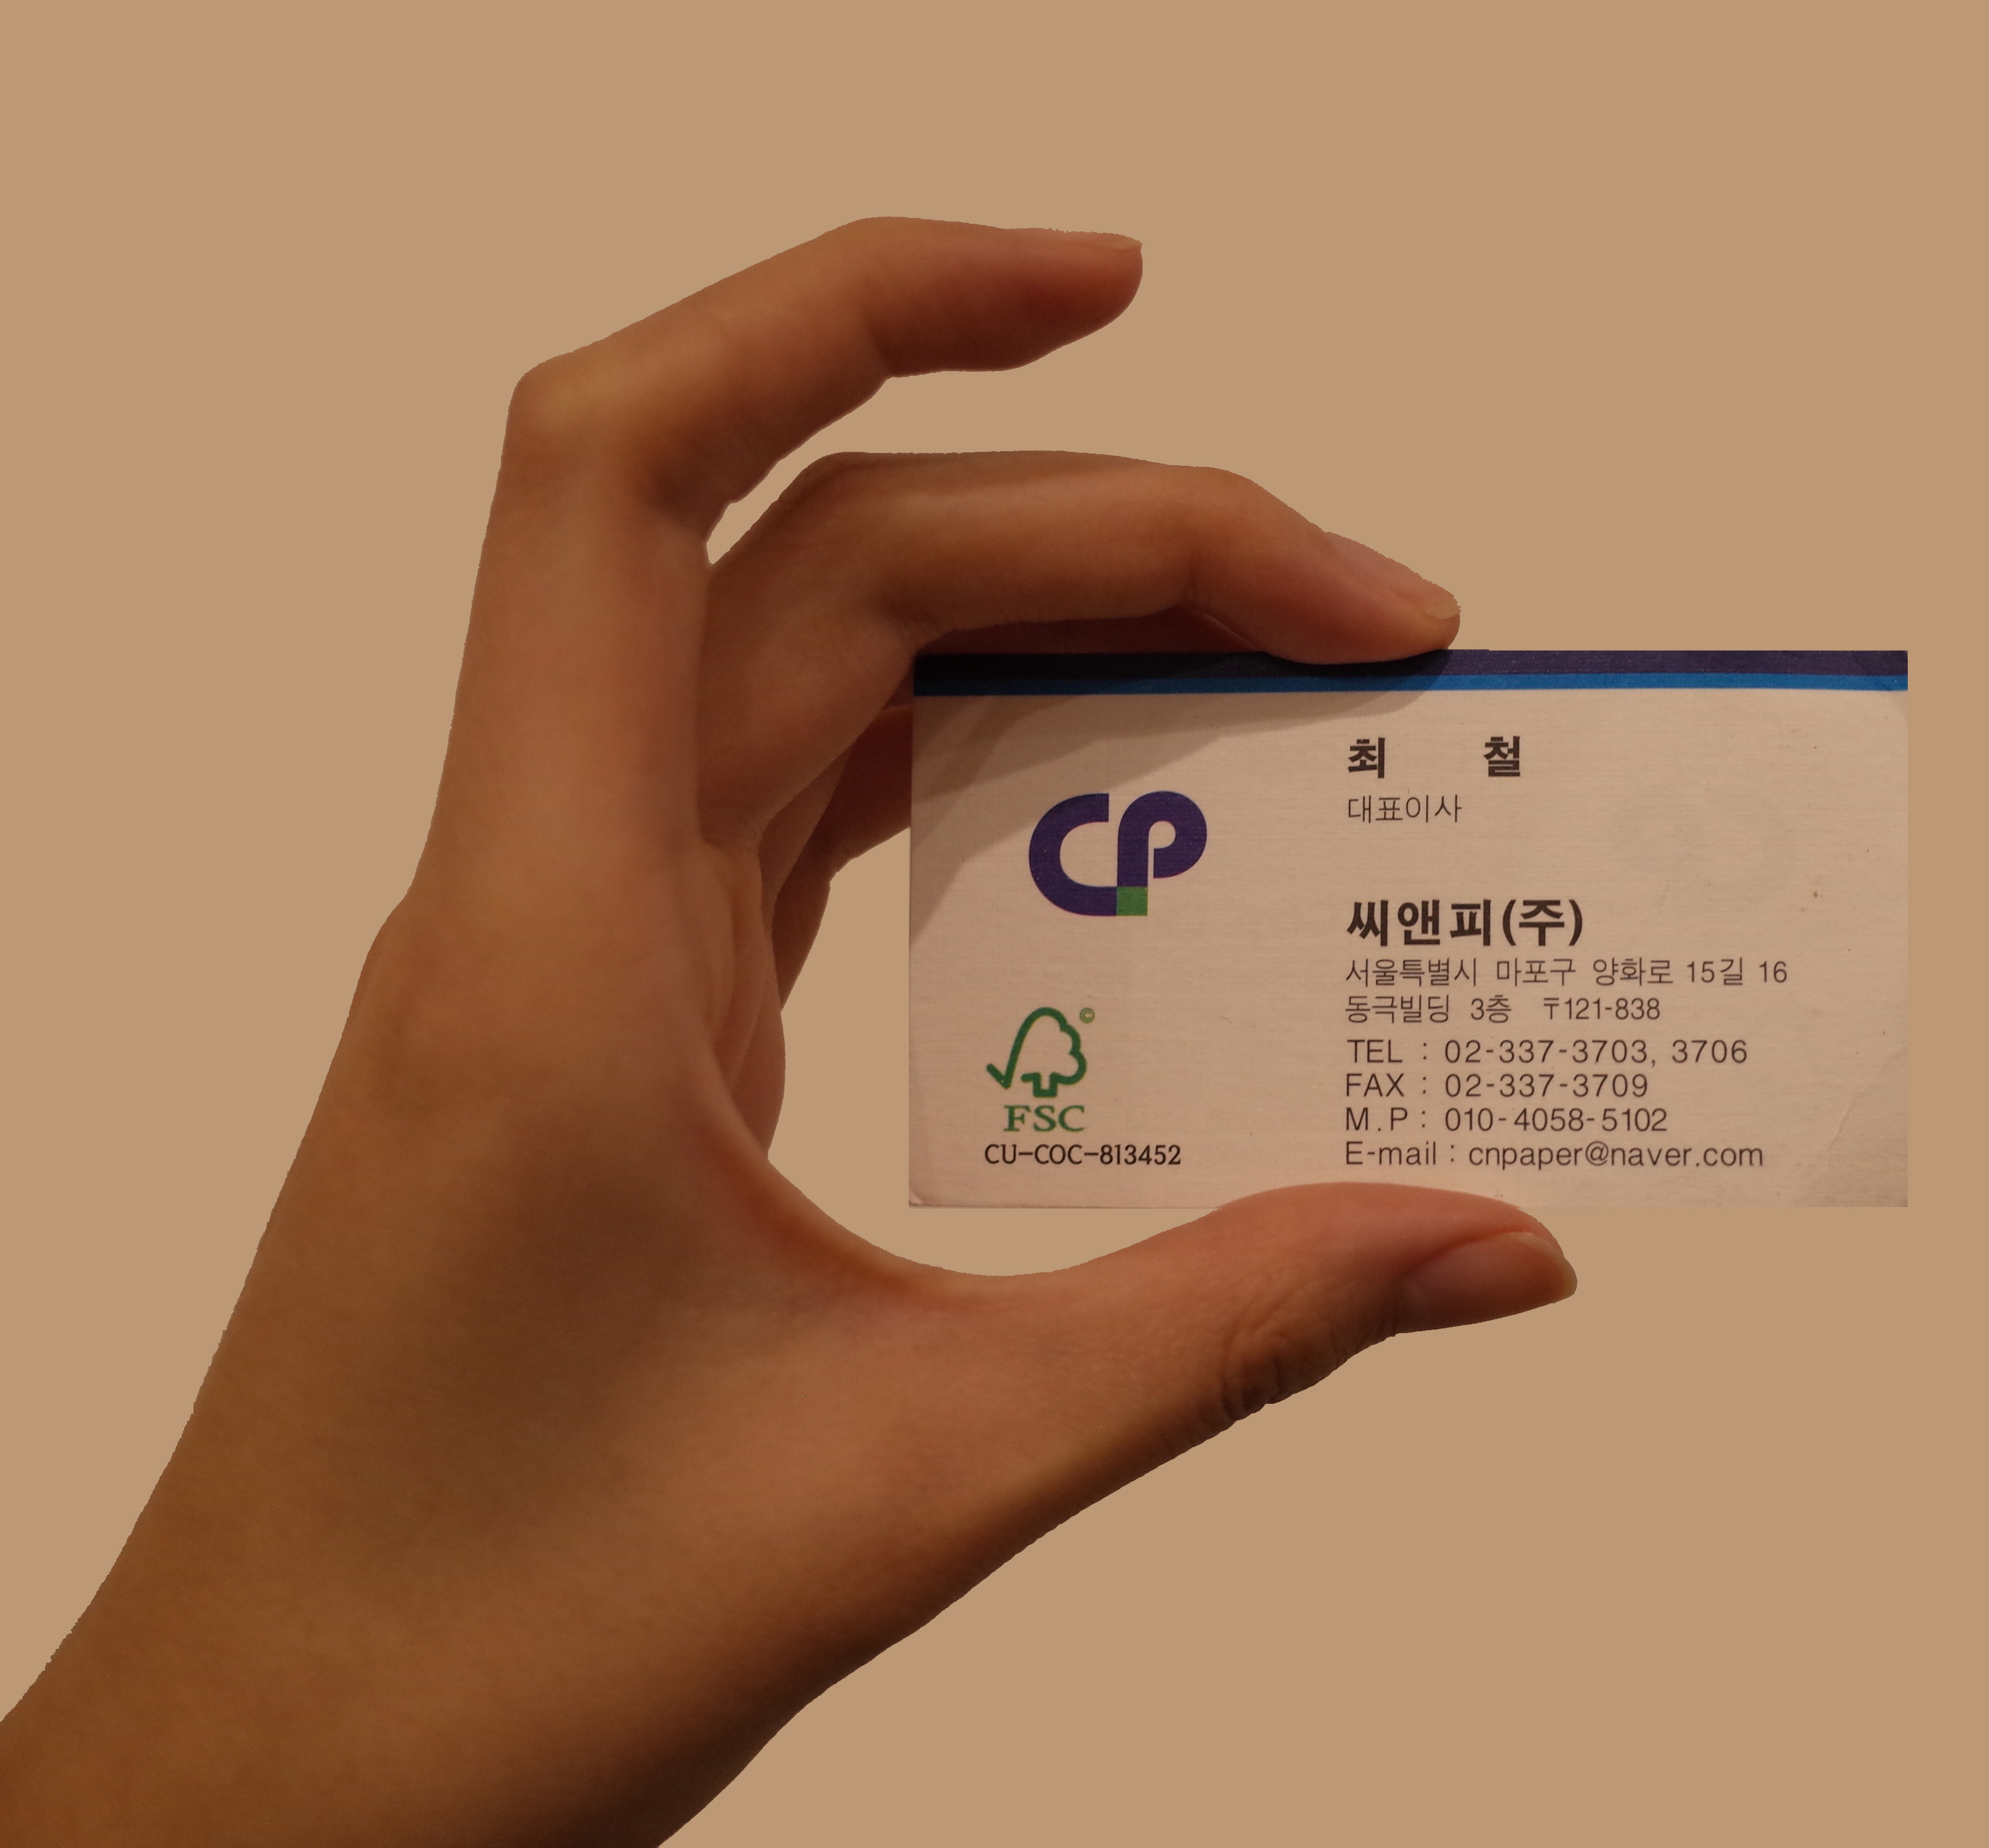 CP
최 철
대표이사
씨앤피(주)
서울특별시 마포구 양화로 15길 16
동극빌딩 3층 〒121-838
TEL : 02-337-3703, 3706
FAX : 02-337-3709
M.P : 010-4058-5102
E-mail : cnpaper@naver.com
©
FSC
CU-COC-813452